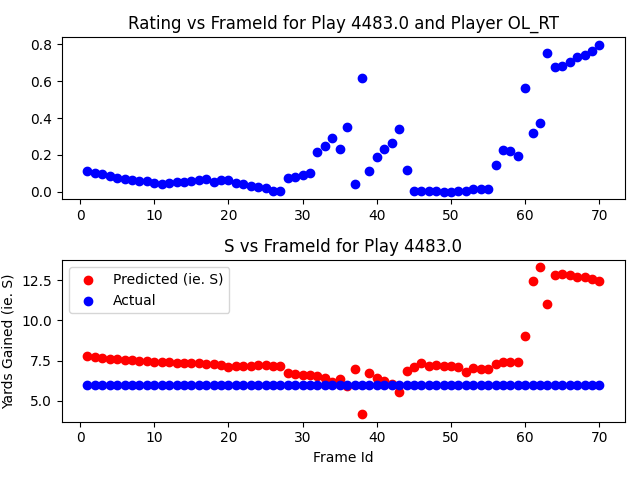 Rating vs FrameId for Play 4483.0 and Player OL_RT
0.8
0.6
0.4
0.2
0.0
0 10 20 30 40 50 60 70
S vs FrameId for Play 4483.0
Yards Gained (ie. S)
12.5
10.0
7.5
5.0
Predicted (ie. S)
Actual
0 10 20 30 40 50 60 70
Frame Id